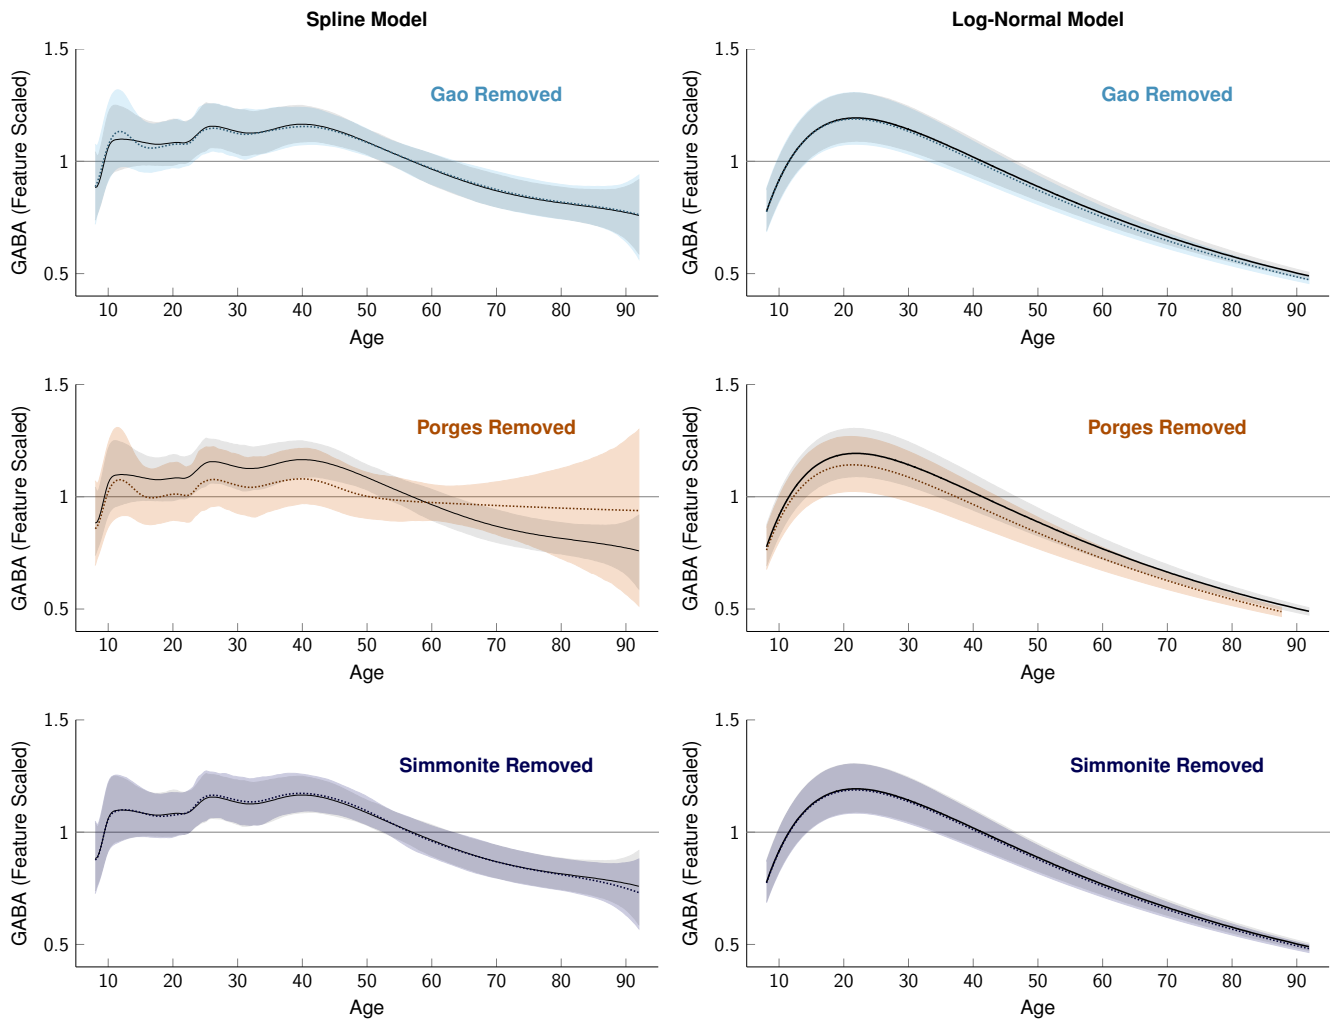 Spline Model
Log-Normal Model
1.5
1
0.5
GABA (Feature Scaled)
Gao Removed
10 20 30 40 50 60 70 80 90
Age
1.5
1
0.5
GABA (Feature Scaled)
Gao Removed
10 20 30 40 50 60 70 80 90
Age
1.5
1
0.5
GABA (Feature Scaled)
Porges Removed
10 20 30 40 50 60 70 80 90
Age
1.5
1
0.5
GABA (Feature Scaled)
Porges Removed
10 20 30 40 50 60 70 80 90
Age
1.5
1
0.5
GABA (Feature Scaled)
Simmonite Removed
10 20 30 40 50 60 70 80 90
Age
1.5
1
0.5
GABA (Feature Scaled)
Simmonite Removed
10 20 30 40 50 60 70 80 90
Age